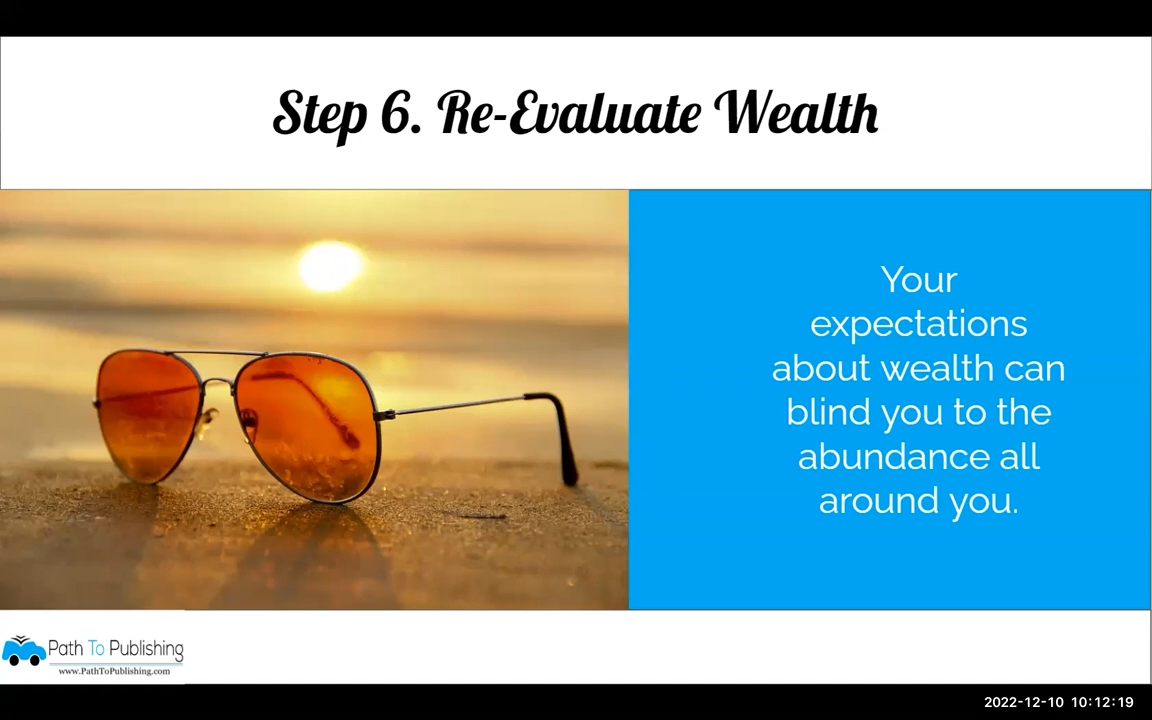 Step 6. Re-Evaluate Wealth
Your
expectations
about wealth can
blind you to the
abundance all
around you.
Path To Publishing
www.PathToPublishing.com
2022-12-10 10:12:19